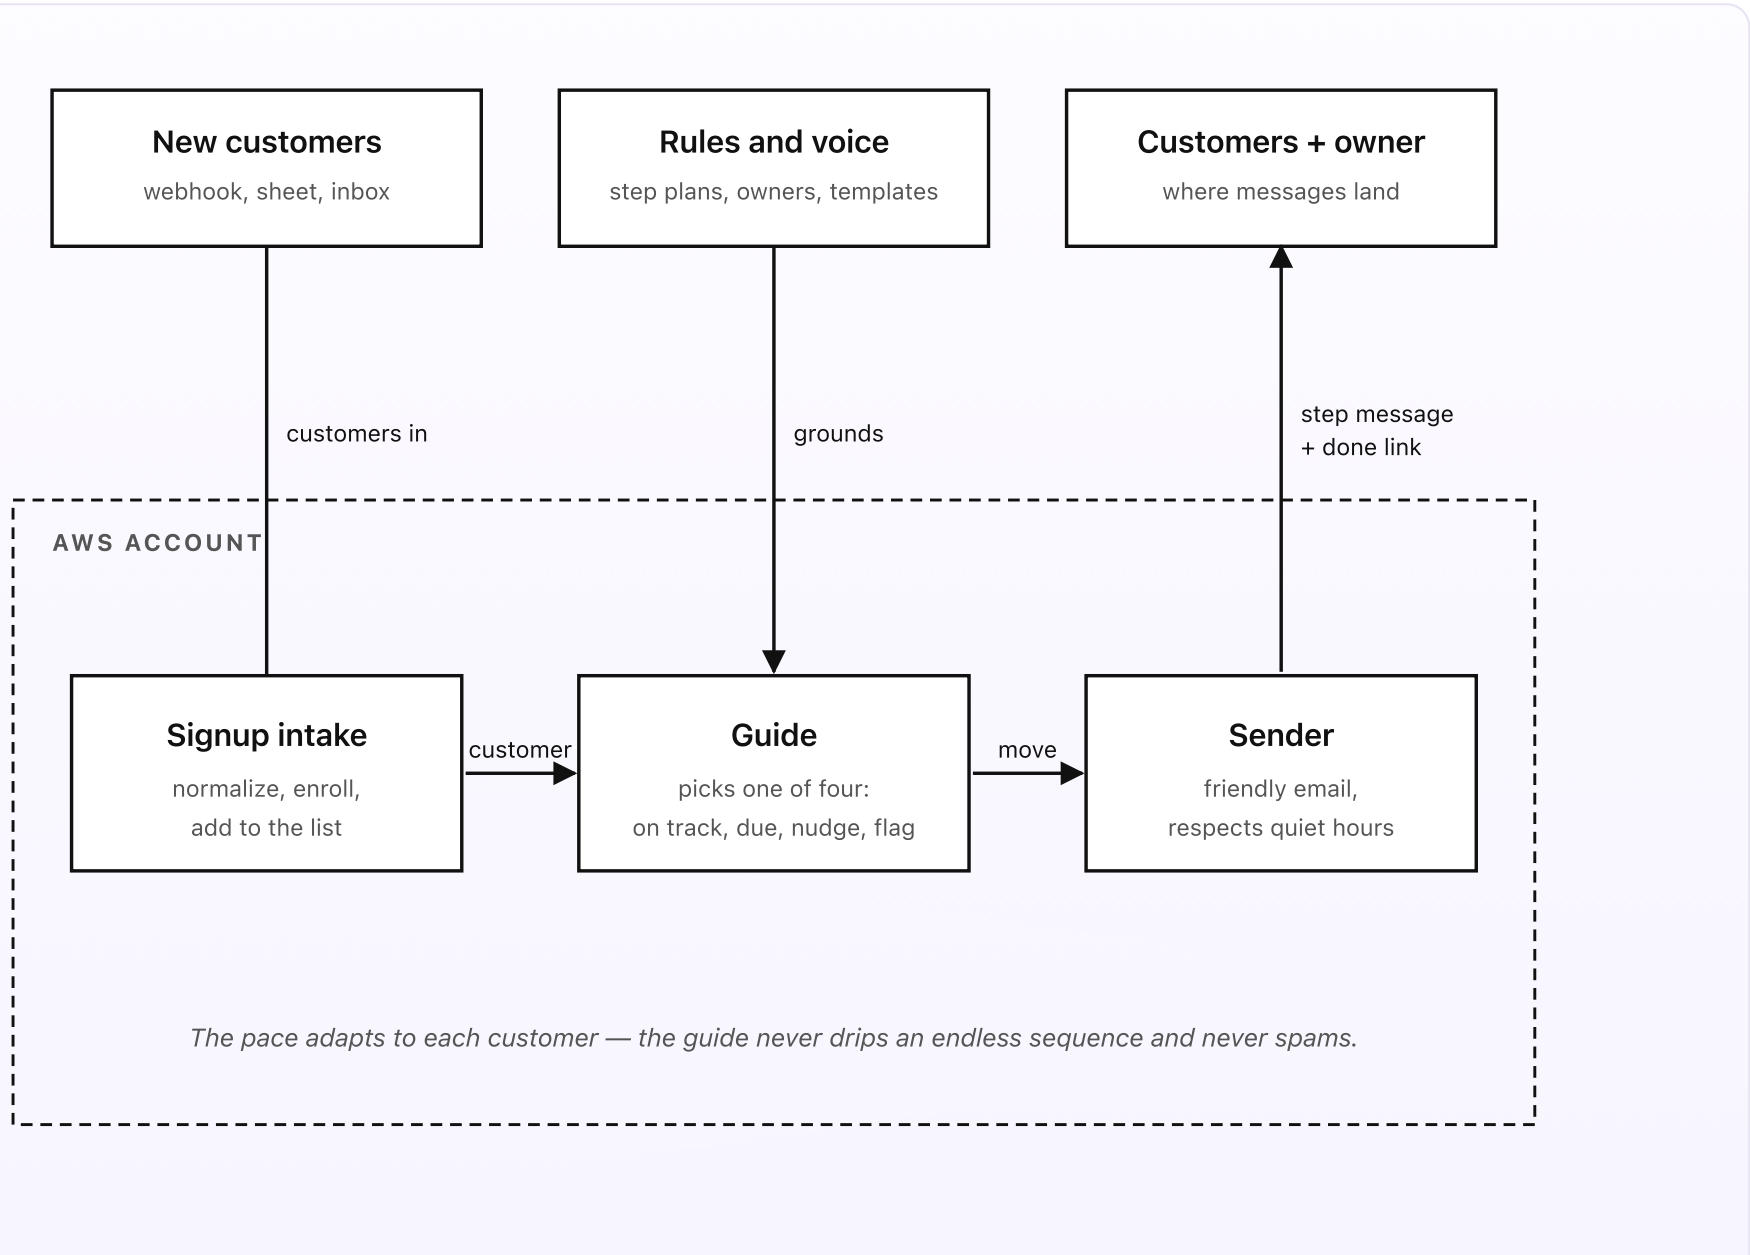 New customers
webhook, sheet, inbox
Rules and voice
step plans, owners, templates
Customers + owner
where messages land
customers in
grounds
step message
+ done link
AWS ACCOUNT
Signup intake
normalize, enroll,
add to the list
customer
Guide
picks one of four:
on track, due, nudge, flag
move
Sender
friendly email,
respects quiet hours
The pace adapts to each customer — the guide never drips an endless sequence and never spams.